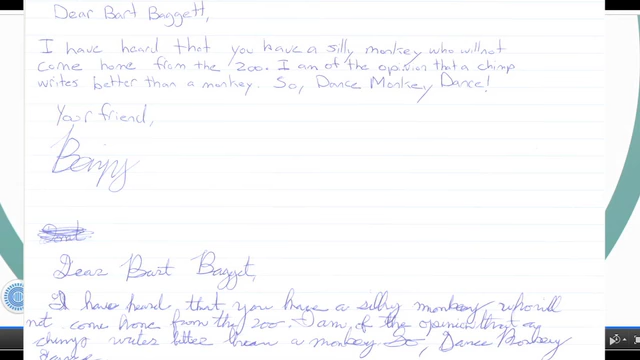 Dear Bart Baggett,
I have heard that you have a silly monkey who will not
come home from the zoo. I am of the opinion that a chimp
writes better than a monkey. So, Dance Monkey Dance!
Your friend,
Dear Bart Bagget,
I have heard that you have a silly monkey who will
not come home from the zoo. I am of the opinion that a
chimp writes better than a monkey So, Dance Monkey
Dance